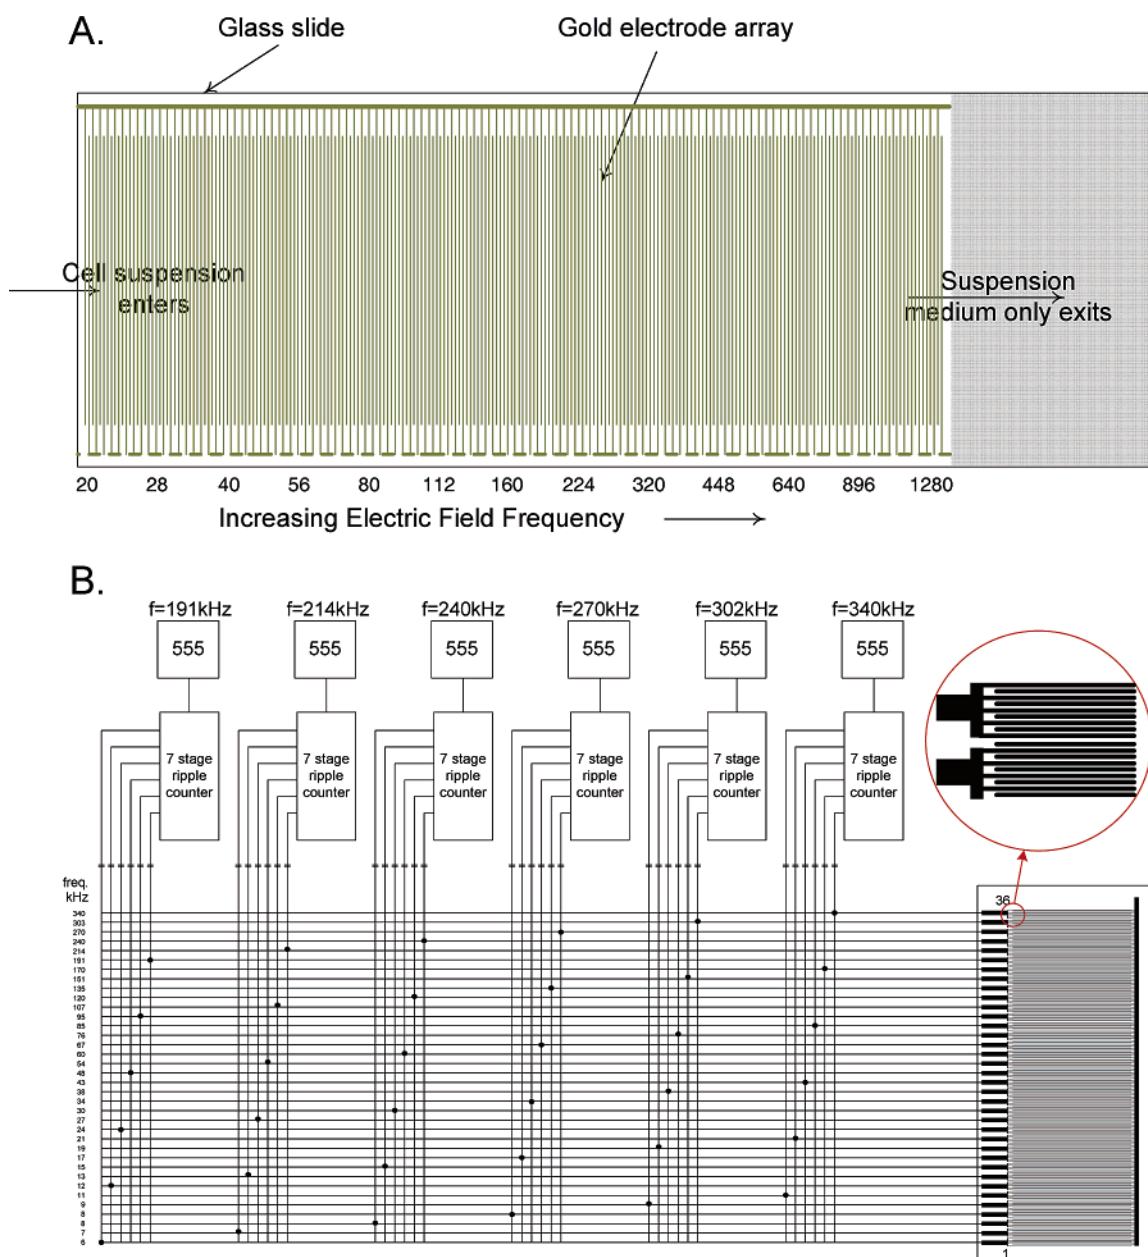 A.
Glass slide
Gold electrode array
Cell suspension
enters
Suspension
medium only exits
20 28 40 56 80 112 160 224 320 448 640 896 1280
Increasing Electric Field Frequency
B.
f=191kHz f=214kHz f=240kHz f=270kHz f=302kHz f=340kHz
555 555 555 555 555 555
7 stage 7 stage 7 stage 7 stage 7 stage 7 stage
ripple ripple ripple ripple ripple ripple
counter counter counter counter counter counter
freq.
kHz
36
340
303
270
240
214
191
170
151
135
120
107
95
85
76
67
60
54
48
43
38
34
30
27
24
21
19
17
15
13
12
11
9
8
8
7
6
1